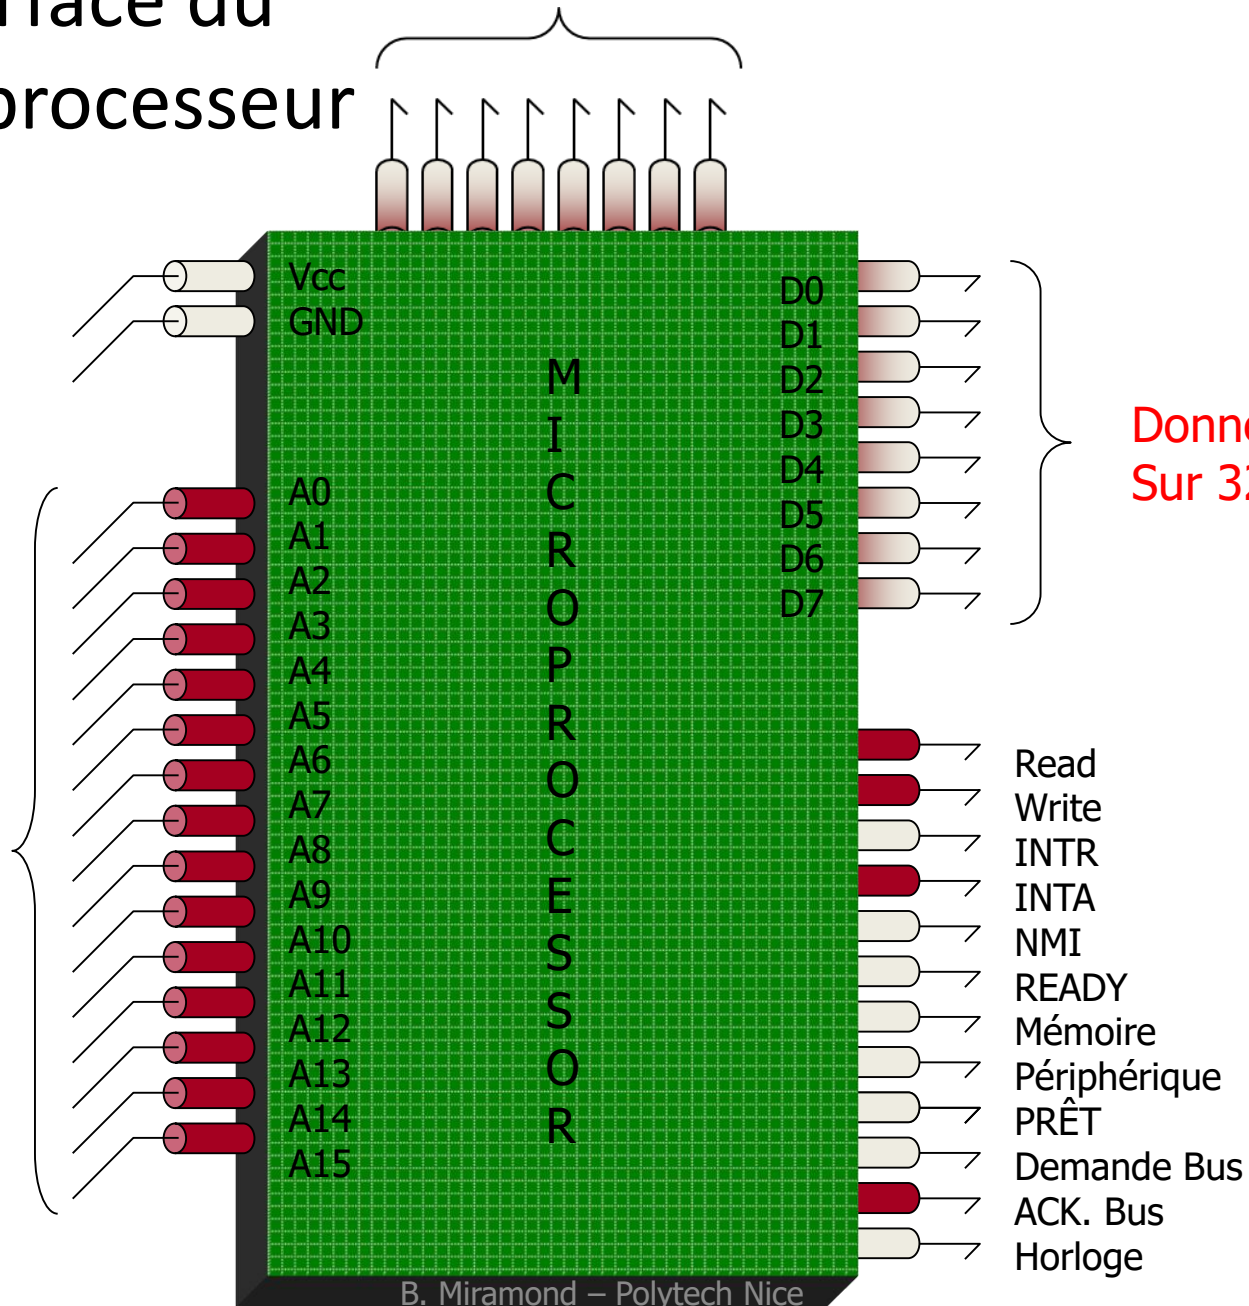 du
processeur
Vcc
GND
A0
A1
A2
A3
A4
A5
A6
A7
A8
A9
A10
A11
A12
A13
A14
A15
MICROPROCESSOR
D0
D1
D2
D3
D4
D5
D6
D7
Sur
Read
Write
INTR
INTA
NMI
READY
Mémoire
Périphérique
PRÊT
Demande Bus
ACK. Bus
Horloge
B. Miramond – Polytech Nice